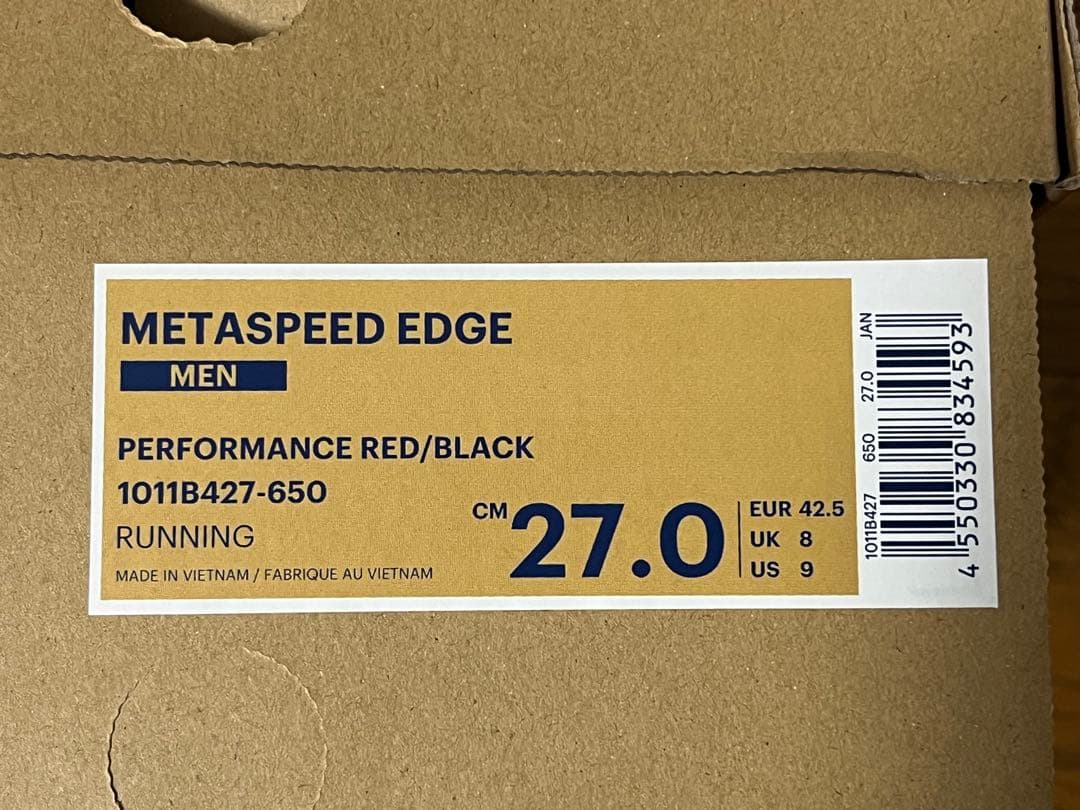 METASPEED EDGE
MEN
PERFORMANCE RED/BLACK
1011B427-650
RUNNING
MADE IN VIETNAM / FABRIQUE AU VIETNAM
CM 27.0
EUR 42.5
UK 8
US 9
1011B427 650 27.0 JAN
4 550330 834593